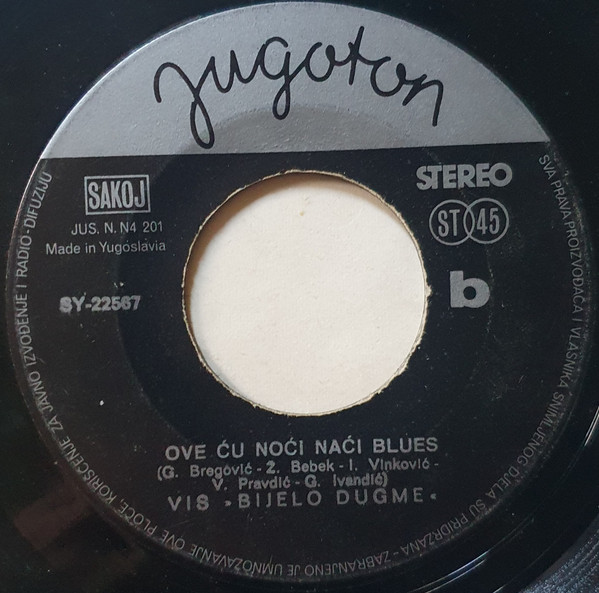 jugoton
SAKOJ
JUS. N. N4 201
Made in Yugoslavia
SY-22567
STEREO
ST 45
b
OVE ĆU NOĆI NAĆI BLUES
(G. Bregović - Ž. Bebek - I. Vinković -
V. Pravdić - G. Ivandić)
VIS »BIJELO DUGME«
SVA PRAVA PROIZVOĐAČA I VLASNIKA SNIMLJENOG DJELA SU PRIDRŽANA - ZABRANJENO JE UMNOŽAVANJE OVE PLOČE, KORIŠĆENJE ZA JAVNO IZVOĐENJE I RADIO-DIFUZIJU